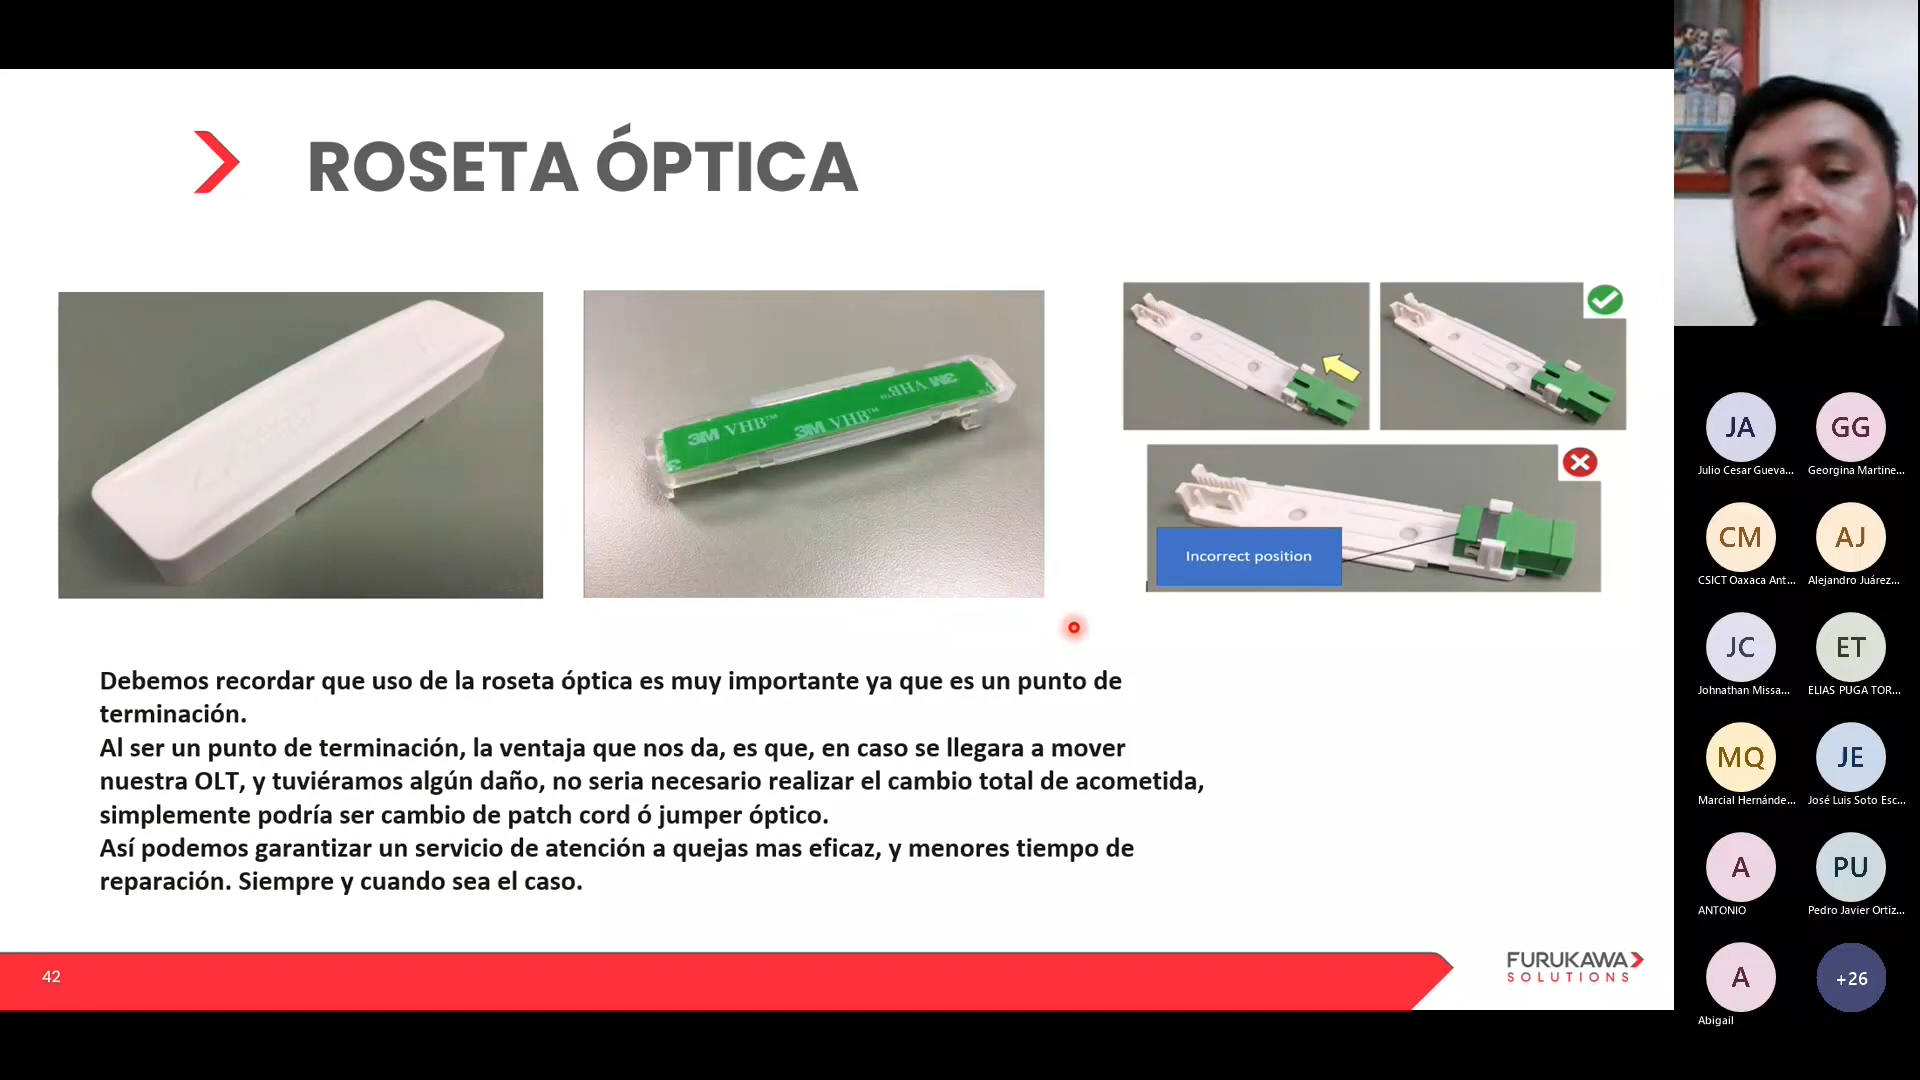 ROSETA ÓPTICA
3M VHB™
3M VHB™
VHB™ 3M
Incorrect position
Debemos recordar que uso de la roseta óptica es muy importante ya que es un punto de
terminación.
Al ser un punto de terminación, la ventaja que nos da, es que, en caso se llegara a mover
nuestra OLT, y tuviéramos algún daño, no seria necesario realizar el cambio total de acometida,
simplemente podría ser cambio de patch cord ó jumper óptico.
Así podemos garantizar un servicio de atención a quejas mas eficaz, y menores tiempo de
reparación. Siempre y cuando sea el caso.
42
FURUKAWA
SOLUTIONS
JA
GG
Julio Cesar Gueva...
Georgina Martine...
CM
AJ
CSICT Oaxaca Ant...
Alejandro Juárez...
JC
ET
Johnathan Missa...
ELIAS PUGA TOR...
MQ
JE
Marcial Hernánde...
José Luis Soto Esc...
A
PU
ANTONIO
Pedro Javier Ortiz...
A
+26
Abigail